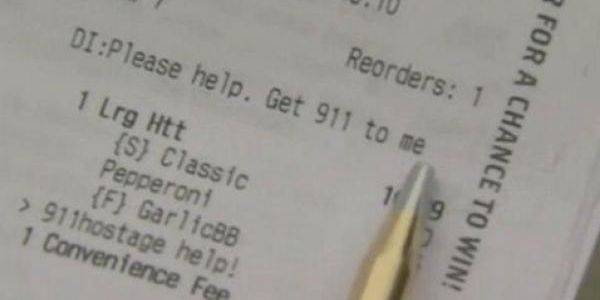 Reorders: 1
DI:Please help. Get 911 to me
1 Lrg Htt
{S} Classic
Pepperoni
{F} GarlicBB
> 911hostage help!
1 Convenience Fee
FOR A CHANCE TO WIN!